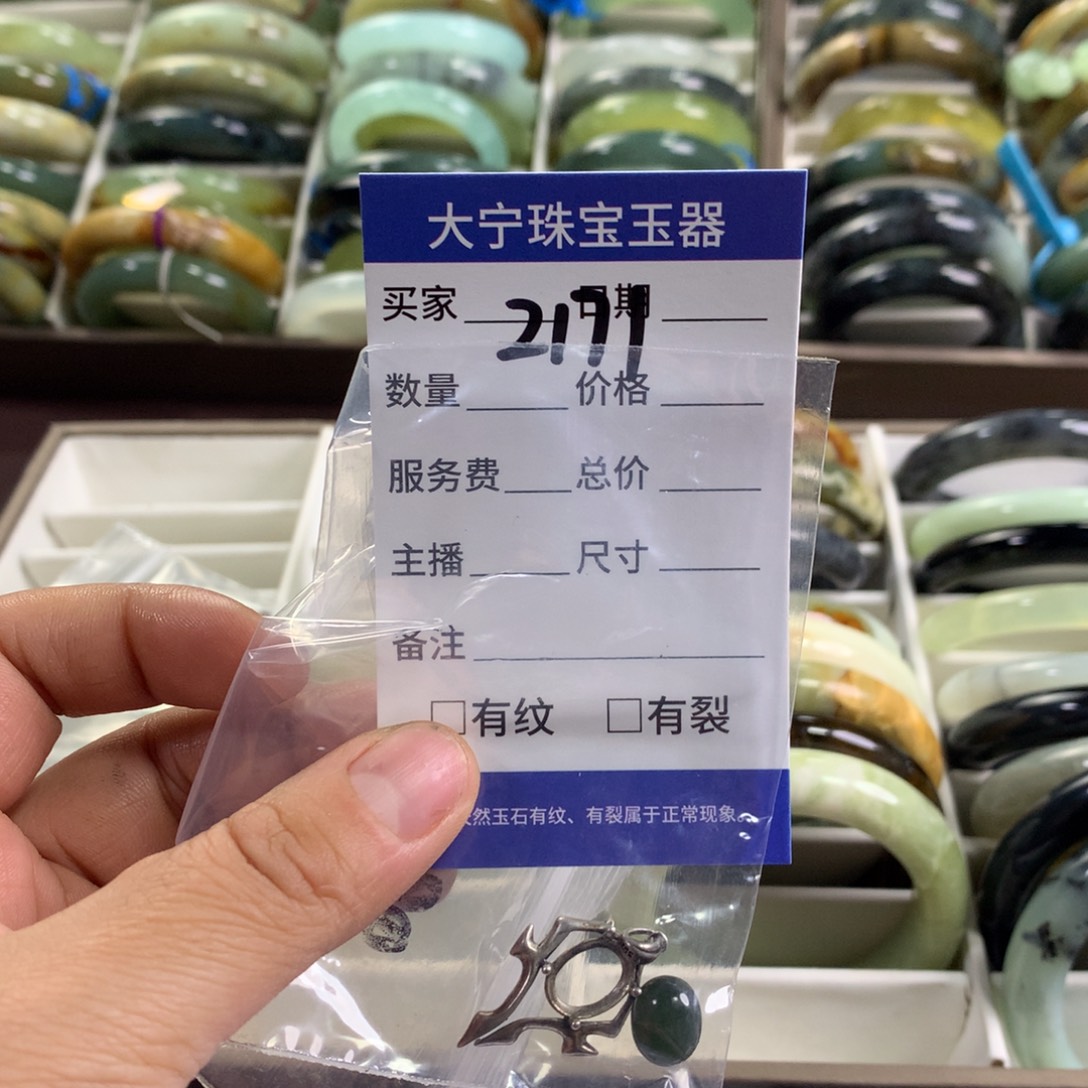 大宁珠宝玉器
买家 日期
2171
数量 价格
服务费 总价
主播 尺寸
备注
□有纹 □有裂
然玉石有纹、有裂属于正常现象。